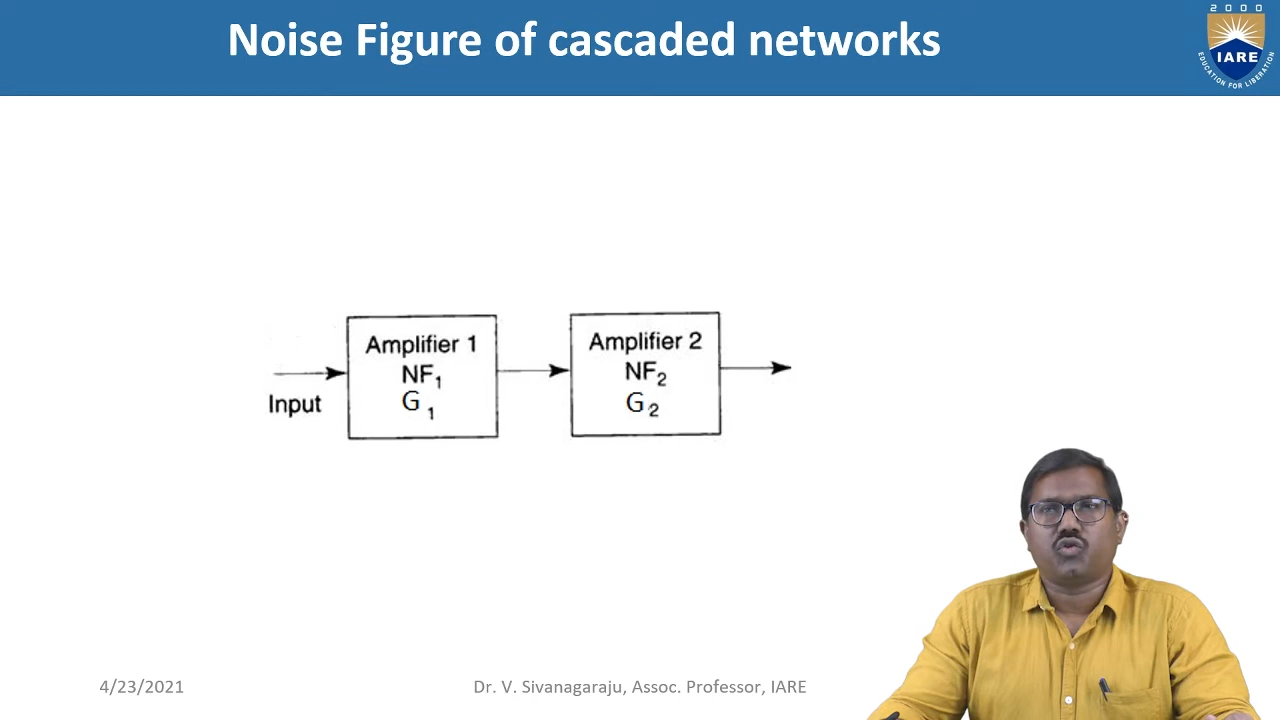 Noise Figure of cascaded networks
2000
IARE
EDUCATION FOR LIBERATION
Amplifier 1
NF₁
G₁
Amplifier 2
NF₂
G₂
Input
4/23/2021
Dr. V. Sivanagaraju, Assoc. Professor, IARE